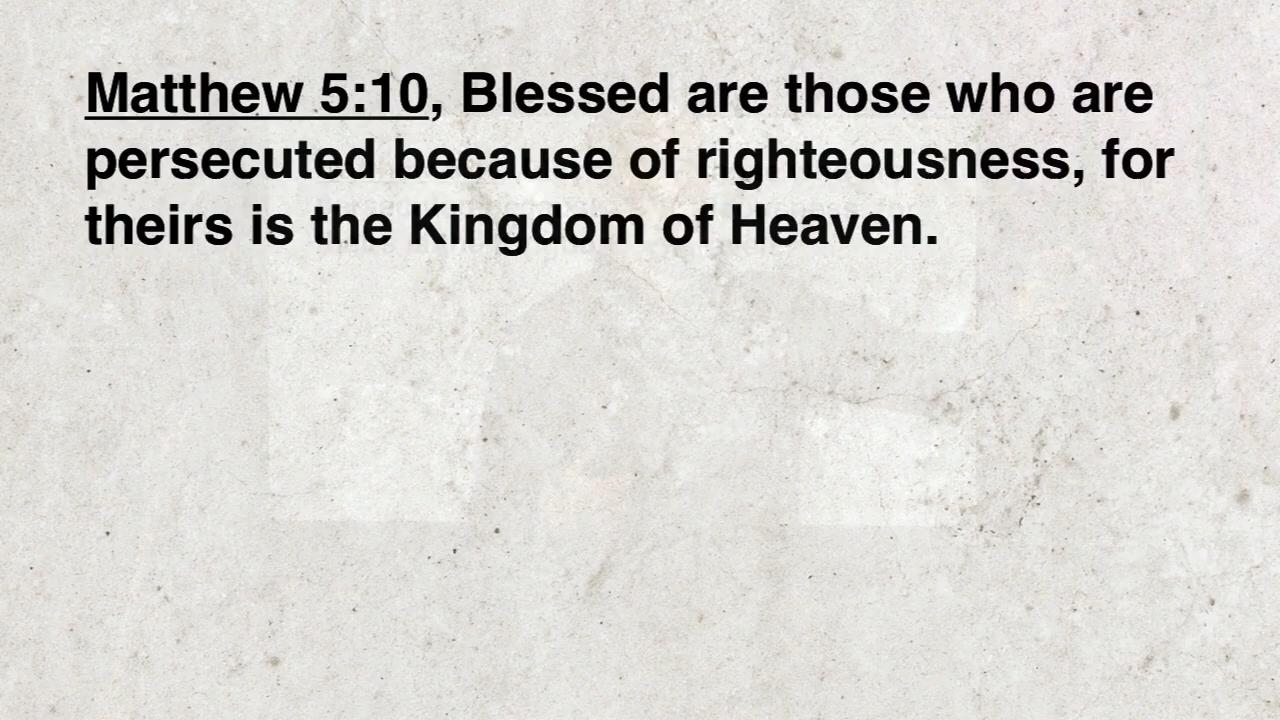 Matthew 5:10, Blessed are those who are
persecuted because of righteousness, for
theirs is the Kingdom of Heaven.